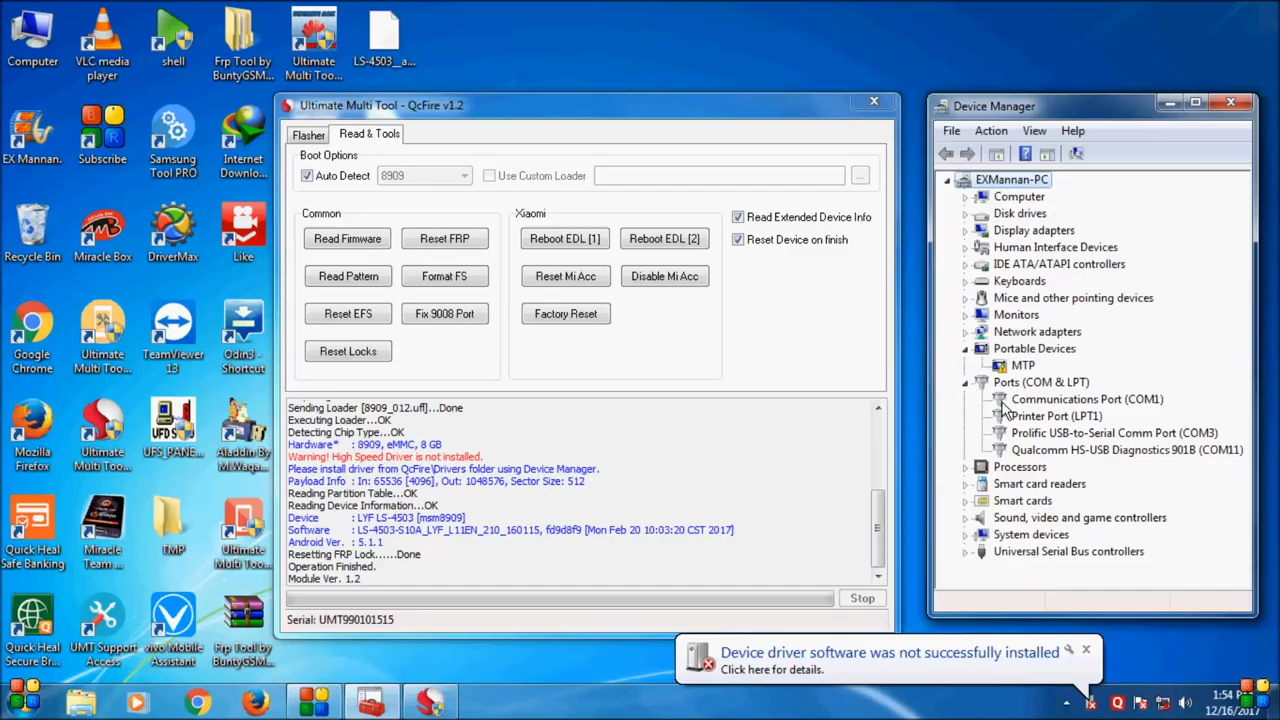 Computer
VLC media
player
shell
Frp Tool by
BuntyGSM...
Ultimate
Multi Too...
LS-4503__a...
EX Mannan.
Subscribe
Samsung
Tool PRO
Internet
Downlo...
Recycle Bin
Miracle Box
DriverMax
Like
Google
Chrome
Ultimate
Multi Tool...
TeamViewer
13
Odin3 -
Shortcut
Mozilla
Firefox
Ultimate
Multi Tool...
UFS_PANE...
Aladdin By
MiWaqa...
Quick Heal
Safe Banking
Miracle
Team ...
TMP
Ultimate
Multi Too...
Quick Heal
Secure Br...
UMT Support
Access
vivo Mobile
Assistant
Frp Tool by
BuntyGSM...
Ultimate Multi Tool - QcFire v1.2
Flasher
Read & Tools
Boot Options
Auto Detect
8909
Use Custom Loader
...
Common
Xiaomi
Read Extended Device Info
Reset Device on finish
Read Firmware
Reset FRP
Reboot EDL [1]
Reboot EDL [2]
Read Pattern
Format FS
Reset Mi Acc
Disable Mi Acc
Reset EFS
Fix 9008 Port
Factory Reset
Reset Locks
Sending Loader [8909_012.ufl]...Done
Executing Loader...OK
Detecting Chip Type...OK
Hardware* : 8909, eMMC, 8 GB
Warning! High Speed Driver is not installed.
Please install driver from QcFire\Drivers folder using Device Manager.
Payload Info : In: 65536 [4096], Out: 1048576, Sector Size: 512
Reading Partition Table...OK
Reading Device Information...OK
Device : LYF LS-4503 [msm8909]
Software : LS-4503-S10A_LYF_L11EN_210_160115, fd9d8f9 [Mon Feb 20 10:03:20 CST 2017]
Android Ver. : 5.1.1
Resetting FRP Lock......Done
Operation Finished.
Module Ver. 1.2
Stop
Serial: UMT990101515
Device Manager
File Action View Help
EXMannan-PC
Computer
Disk drives
Display adapters
Human Interface Devices
IDE ATA/ATAPI controllers
Keyboards
Mice and other pointing devices
Monitors
Network adapters
Portable Devices
MTP
Ports (COM & LPT)
Communications Port (COM1)
Printer Port (LPT1)
Prolific USB-to-Serial Comm Port (COM3)
Qualcomm HS-USB Diagnostics 901B (COM11)
Processors
Smart card readers
Smart cards
Sound, video and game controllers
System devices
Universal Serial Bus controllers
Device driver software was not successfully installed
Click here for details.
1:54 PM
12/16/2017